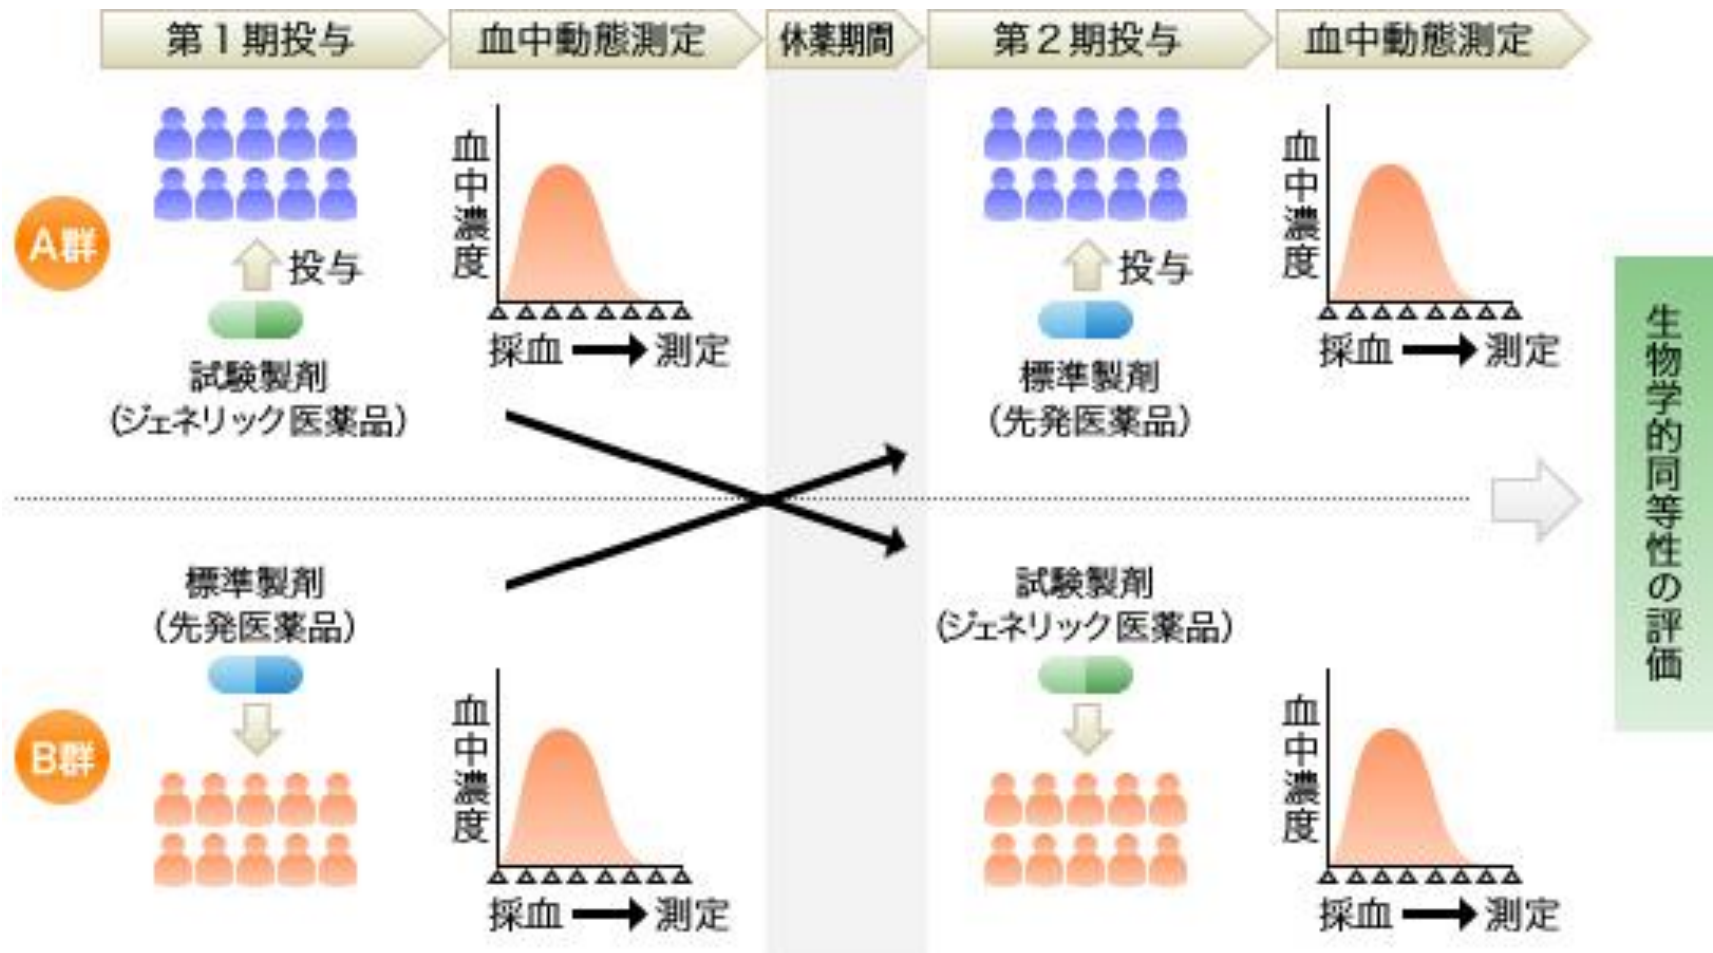 第1期投与
血中動態測定
休薬期間
第2期投与
血中動態測定
A群
投与
試験製剤
(ジェネリック医薬品)
血中濃度
採血
測定
投与
標準製剤
(先発医薬品)
血中濃度
採血
測定
B群
標準製剤
(先発医薬品)
血中濃度
採血
測定
試験製剤
(ジェネリック医薬品)
血中濃度
採血
測定
生物学的同等性の評価